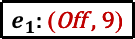 e₁: (Off, 9)